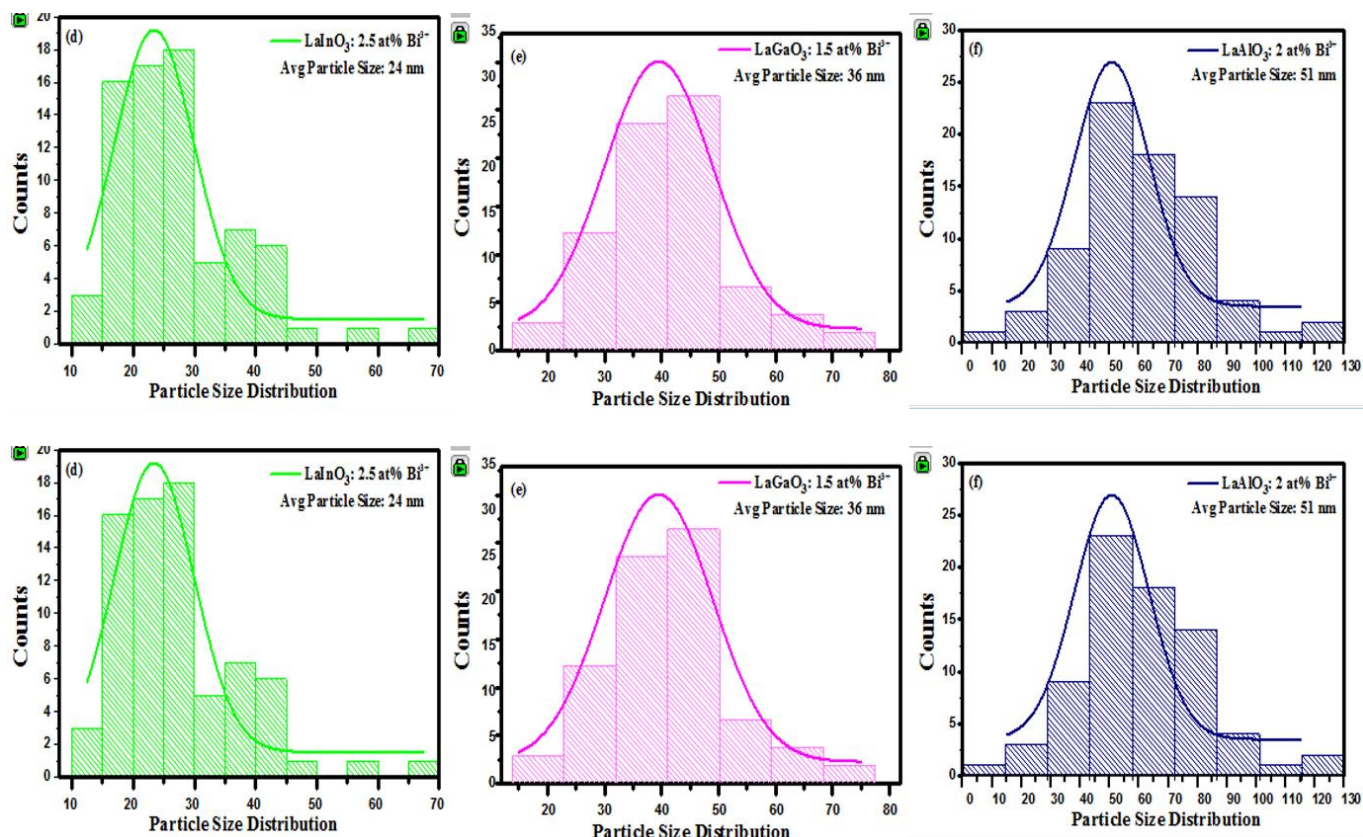 (d)
LaInO₃: 2.5 at% Bi³⁺
Avg Particle Size: 24 nm
20
18
16
14
12
10
8
6
4
2
0
Counts
10 20 30 40 50 60 70
Particle Size Distribution
(e)
LaGaO₃: 1.5 at% Bi³⁺
Avg Particle Size: 36 nm
35
30
25
20
15
10
5
0
Counts
20 30 40 50 60 70 80
Particle Size Distribution
(f)
LaAlO₃: 2 at% Bi³⁺
Avg Particle Size: 51 nm
30
25
20
15
10
5
0
Counts
0 10 20 30 40 50 60 70 80 90 100 110 120 130
Particle Size Distribution
(d)
LaInO₃: 2.5 at% Bi³⁺
Avg Particle Size: 24 nm
20
18
16
14
12
10
8
6
4
2
0
Counts
10 20 30 40 50 60 70
Particle Size Distribution
(e)
LaGaO₃: 1.5 at% Bi³⁺
Avg Particle Size: 36 nm
35
30
25
20
15
10
5
0
Counts
20 30 40 50 60 70 80
Particle Size Distribution
(f)
LaAlO₃: 2 at% Bi³⁺
Avg Particle Size: 51 nm
30
25
20
15
10
5
0
Counts
0 10 20 30 40 50 60 70 80 90 100 110 120 130
Particle Size Distribution